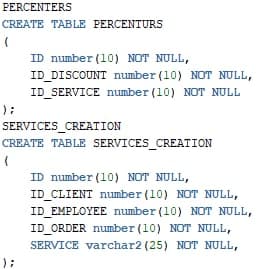 PERCENTERS
CREATE TABLE PERCENTURS
(
ID number(10) NOT NULL,
ID_DISCOUNT number(10) NOT NULL,
ID_SERVICE number(10) NOT NULL
);
SERVICES_CREATION
CREATE TABLE SERVICES_CREATION
(
ID number(10) NOT NULL,
ID_CLIENT number(10) NOT NULL,
ID_EMPLOYEE number(10) NOT NULL,
ID_ORDER number(10) NOT NULL,
SERVICE varchar2(25) NOT NULL,
);